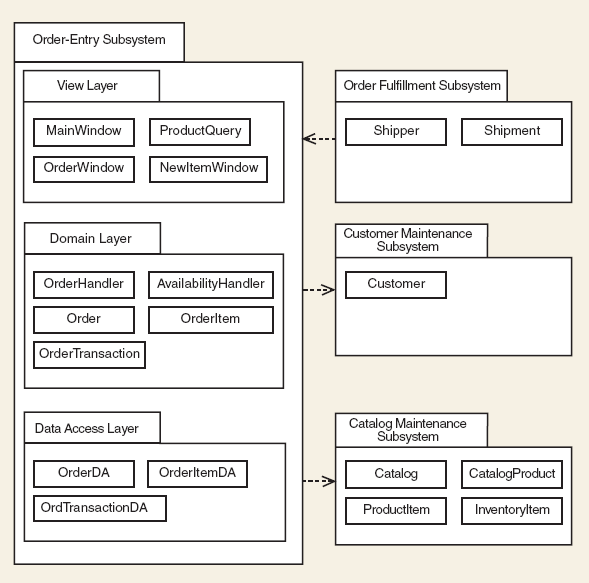 Order-Entry Subsystem
View Layer
MainWindow
ProductQuery
OrderWindow
NewItemWindow
Domain Layer
OrderHandler
AvailabilityHandler
Order
OrderItem
OrderTransaction
Data Access Layer
OrderDA
OrderItemDA
OrdTransactionDA
Order Fulfillment Subsystem
Shipper
Shipment
Customer Maintenance
Subsystem
Customer
Catalog Maintenance
Subsystem
Catalog
CatalogProduct
ProductItem
InventoryItem